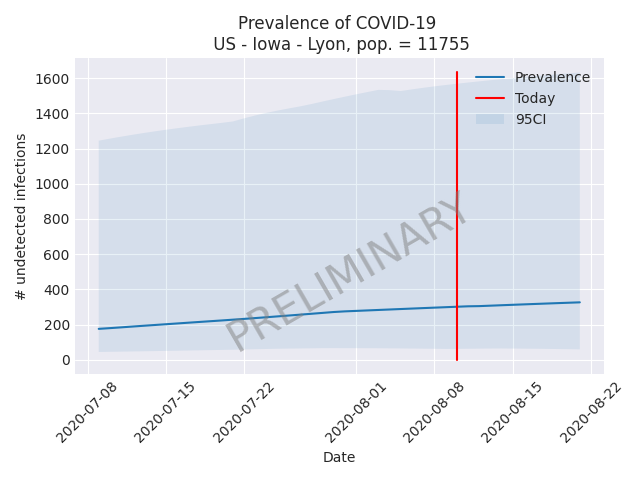 Prevalence of COVID-19
US - Iowa - Lyon, pop. = 11755
# undetected infections
1600
1400
1200
1000
800
600
400
200
0
Prevalence
Today
95CI
PRELIMINARY
2020-07-08
2020-07-15
2020-07-22
2020-08-01
2020-08-08
2020-08-15
2020-08-22
Date